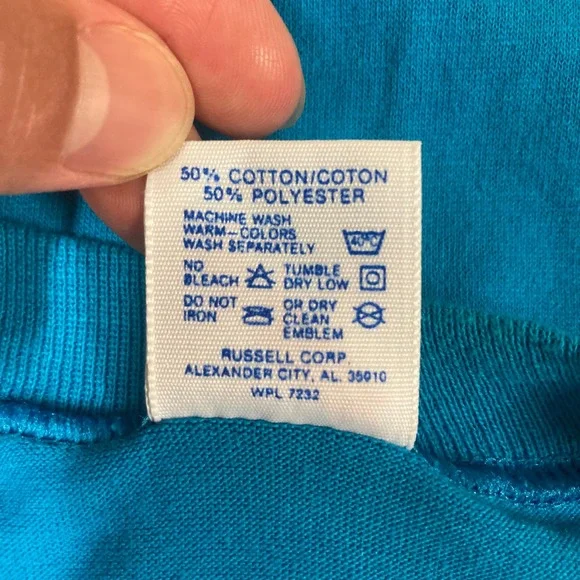 50% COTTON/COTON
50% POLYESTER
MACHINE WASH
WARM-COLORS
WASH SEPARATELY 40°C
NO BLEACH TUMBLE DRY LOW
DO NOT IRON OR DRY CLEAN EMBLEM
RUSSELL CORP.
ALEXANDER CITY, AL. 35010
WPL 7232